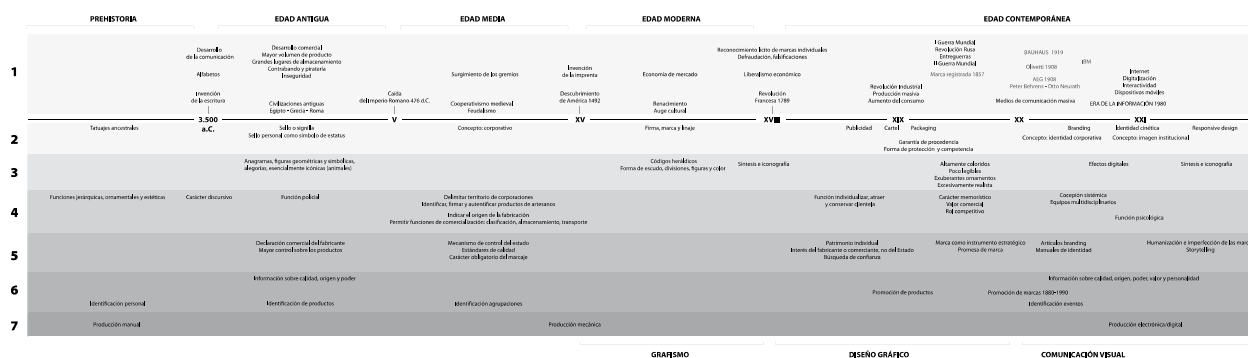 PREHISTORIA
EDAD ANTIGUA
EDAD MEDIA
EDAD MODERNA
EDAD CONTEMPORÁNEA
1
Desarrollo
de la comunicación
Alfabetos
Invención
de la escritura
Desarrollo comercial
Mayor volumen de producto
Grandes lugares de almacenamiento
Contrabando y piratería
Inseguridad
Civilizaciones antiguas
Egipto • Grecia • Roma
Caída
del Imperio Romano 476 d.C.
Surgimiento de los gremios
Cooperativismo medieval
Feudalismo
Invención
de la imprenta
Descubrimiento
de América 1492
Economía de mercado
Renacimiento
Auge cultural
Reconocimiento lícito de marcas individuales
Defraudación, falsificaciones
Liberalismo económico
Revolución
Francesa 1789
Revolución Industrial
Producción masiva
Aumento del consumo
I Guerra Mundial
Revolución Rusa
Entreguerras
II Guerra Mundial
Marca registrada 1857
BAUHAUS 1919
IBM
Olivetti 1908
AEG 1908
Peter Behrens • Otto Neurath
Medios de comunicación masiva
Internet
Digitalización
Interactividad
Dispositivos móviles
ERA DE LA INFORMACIÓN 1980
3.500
a.C.
V
XV
XVIII
XIX
XX
XXI
2
Tatuajes ancestrales
Sello o signilla
Sello personal como símbolo de estatus
Concepto: corporativo
Firma, marca y linaje
Publicidad
Cartel
Packaging
Garantía de procedencia
Forma de protección y competencia
Branding
Concepto: identidad corporativa
Identidad cinética
Concepto: imagen institucional
Responsive design
3
Anagramas, figuras geométricas y simbólicas,
alegorías, esencialmente icónicas (animales)
Códigos heráldicos
Forma de escudo, divisiones, figuras y color
Síntesis e iconografía
Altamente coloridos
Poco legibles
Exuberantes ornamentos
Excesivamente realista
Efectos digitales
Síntesis e iconografía
4
Funciones jerárquicas, ornamentales y estéticas
Carácter discursivo
Función policial
Delimitar territorio de corporaciones
Identificar, firmar y autentificar productos de artesanos
Indicar el origen de la fabricación
Permitir funciones de comercialización: clasificación, almacenamiento, transporte
Función individualizar, atraer
y conservar clientela
Carácter memorístico
Valor comercial
Rol competitivo
Cocepión sistémica
Equipos multidisciplinarios
Función psicológica
5
Declaración comercial del fabricante
Mayor control sobre los productos
Mecanismo de control del estado
Estándares de calidad
Carácter obligatorio del marcaje
Patrimonio individual
Interés del fabricante o comerciante, no del Estado
Búsqueda de confianza
Marca como instrumento estratégico
Promesa de marca
Artículos branding
Manuales de identidad
Humanización e imperfección de las marc
Storytelling
6
Información sobre calidad, origen y poder
Información sobre calidad, origen, poder, valor y personalidad
Promoción de productos
Promoción de marcas 1880-1990
Identificación personal
Identificación de productos
Identificación agrupaciones
Identificación eventos
7
Producción manual
Producción mecánica
Producción electrónica/digital
GRAFISMO
DISEÑO GRÁFICO
COMUNICACIÓN VISUAL